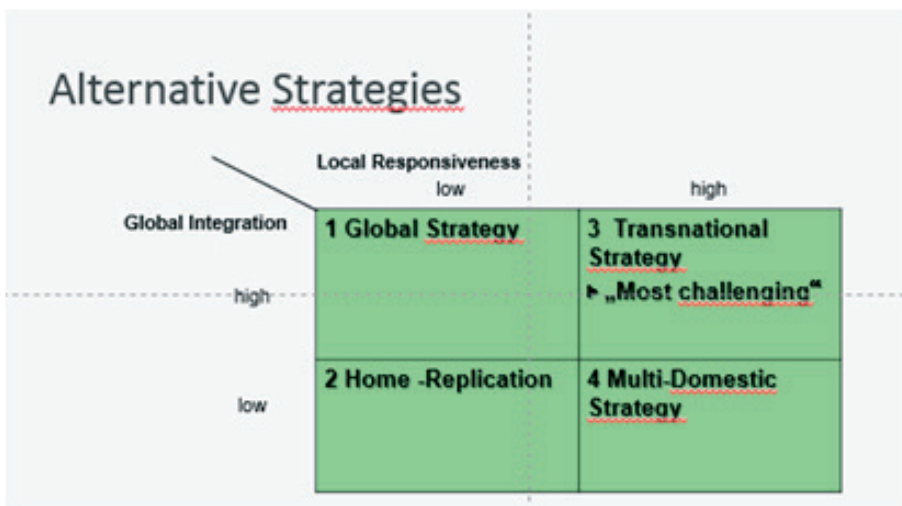 Alternative Strategies
Local Responsiveness
low high
Global Integration
1 Global Strategy
3 Transnational
Strategy
▶ „Most challenging“
high
2 Home -Replication
4 Multi-Domestic
Strategy
low